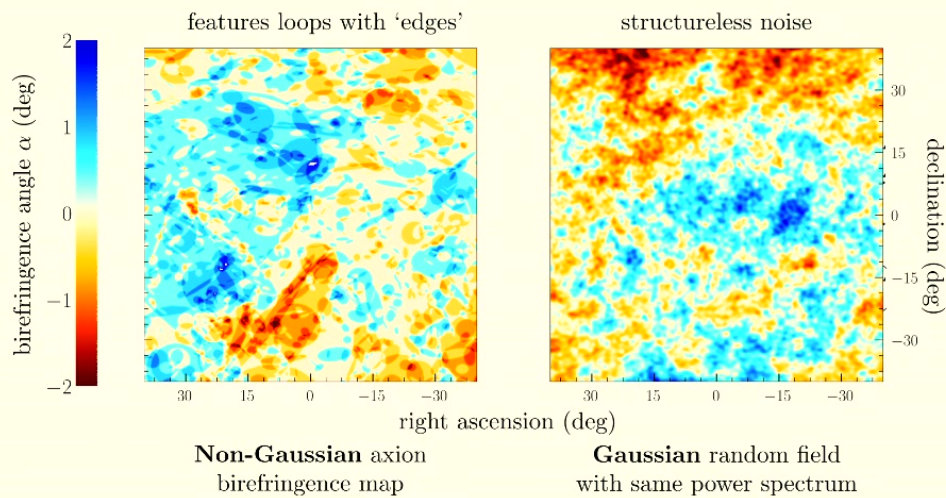 features loops with ‘edges’
structureless noise
birefringence angle α (deg)
2
1
0
−1
−2
30
15
0
−15
−30
30
15
0
−15
−30
30
15
0
−15
−30
declination (deg)
right ascension (deg)
Non-Gaussian axion
birefringence map
Gaussian random field
with same power spectrum